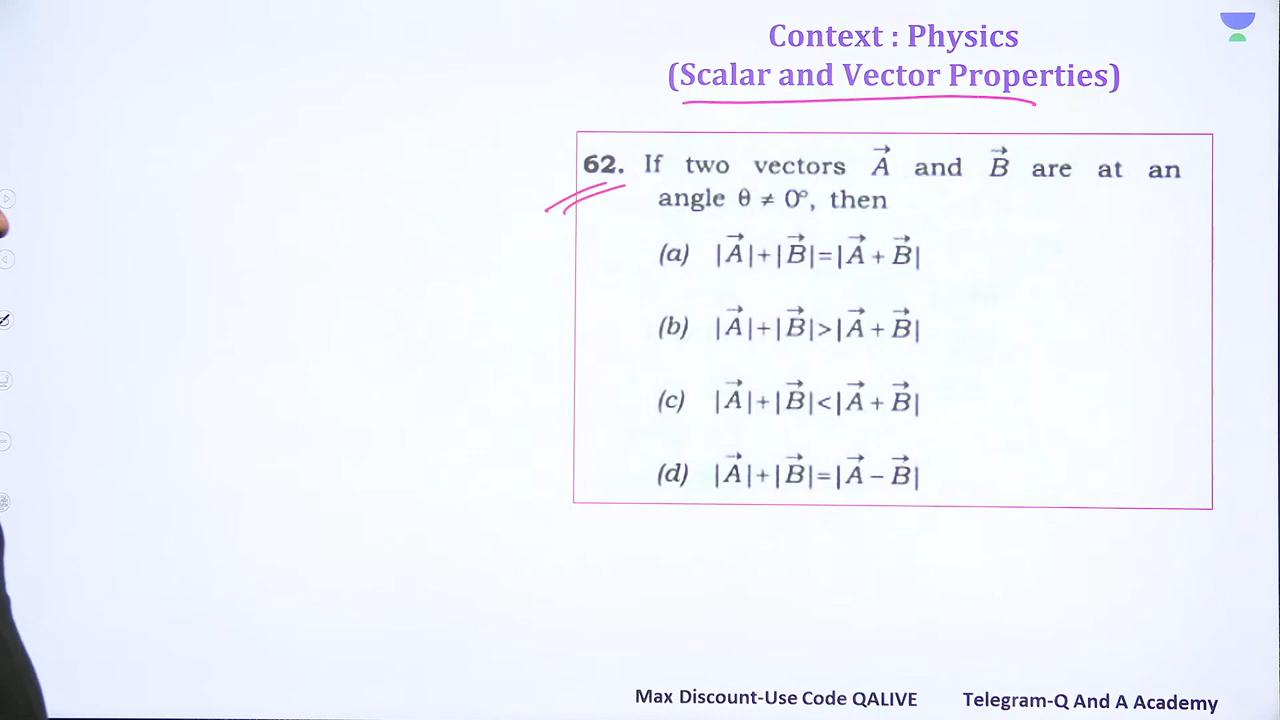 Context : Physics
(Scalar and Vector Properties)
62. If two vectors A⃗ and B⃗ are at an
angle θ ≠ 0°, then
(a) |A⃗|+|B⃗|=|A⃗ + B⃗|
(b) |A⃗|+|B⃗|>|A⃗ + B⃗|
(c) |A⃗|+|B⃗|<|A⃗ + B⃗|
(d) |A⃗|+|B⃗|=|A⃗ − B⃗|
Max Discount-Use Code QALIVE Telegram-Q And A Academy